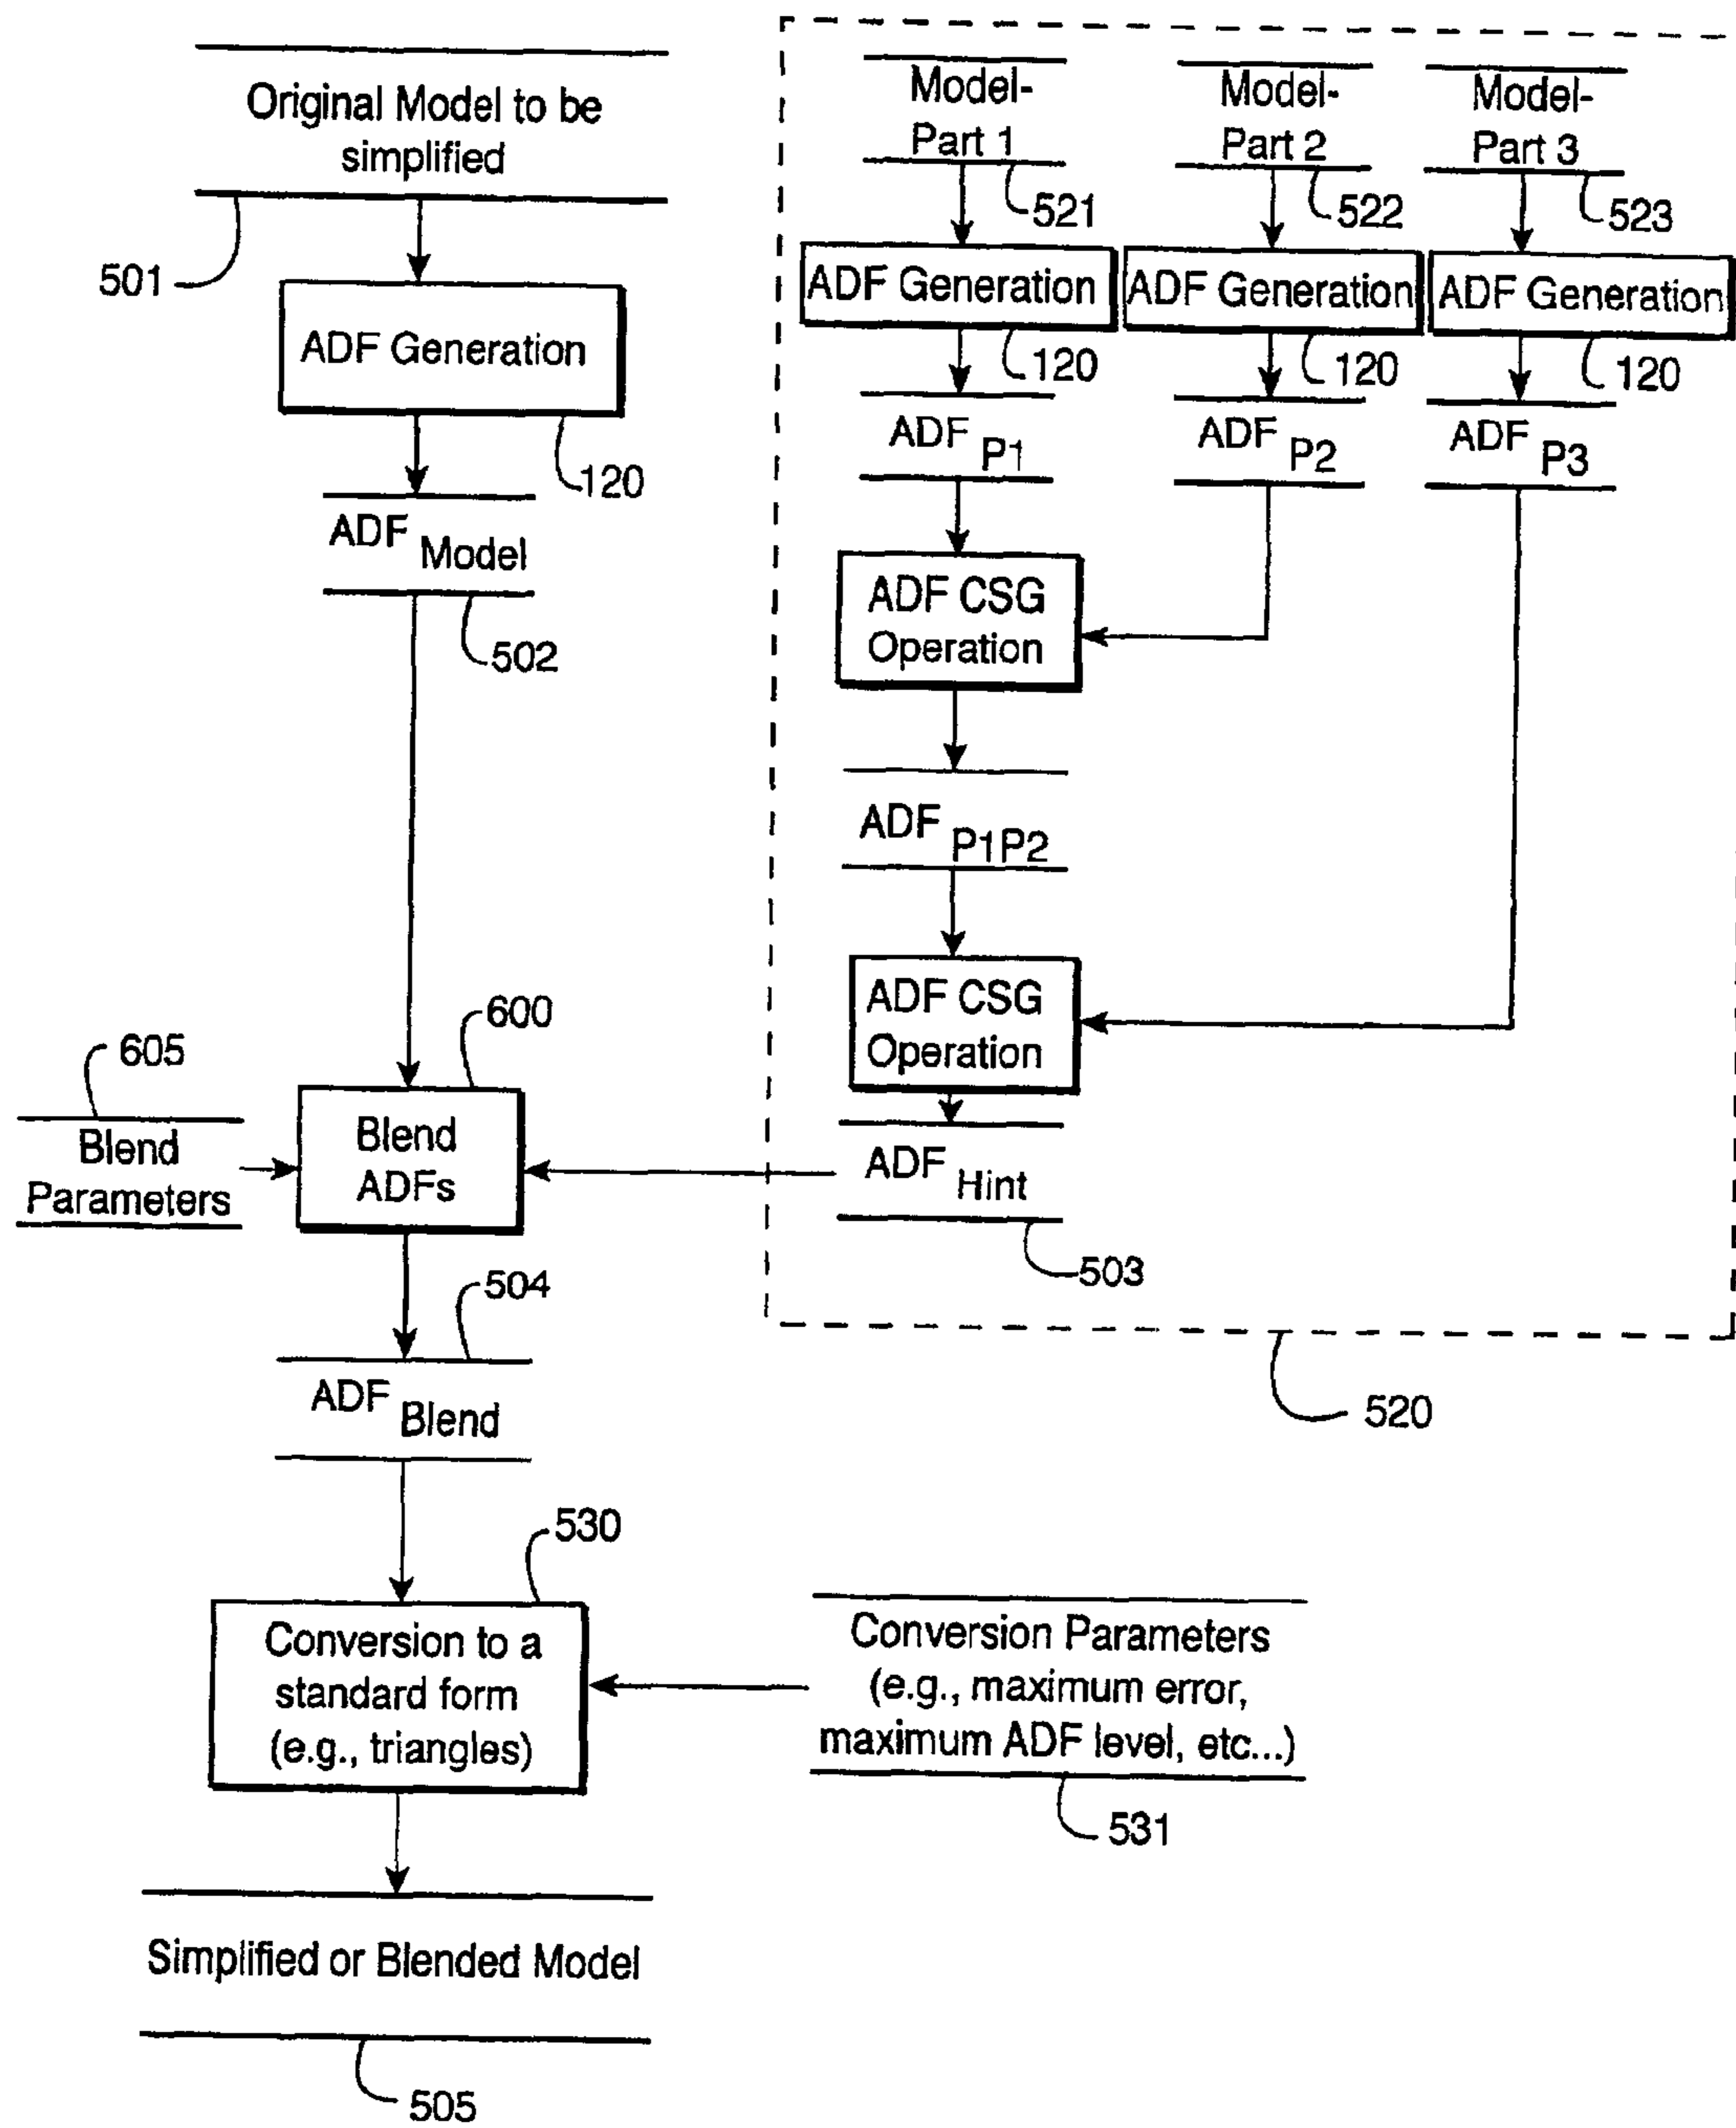 Original Model to be
simplified
501
ADF Generation
120
ADF Model
502
Model-
Part 1
521
ADF Generation
120
ADF P1
Model-
Part 2
522
ADF Generation
120
ADF P2
Model-
Part 3
523
ADF Generation
120
ADF P3
ADF CSG
Operation
ADF P1P2
ADF CSG
Operation
ADF Hint
503
520
600
605
Blend
Parameters
Blend
ADFs
504
ADF Blend
530
Conversion to a
standard form
(e.g., triangles)
Conversion Parameters
(e.g., maximum error,
maximum ADF level, etc...)
531
Simplified or Blended Model
505